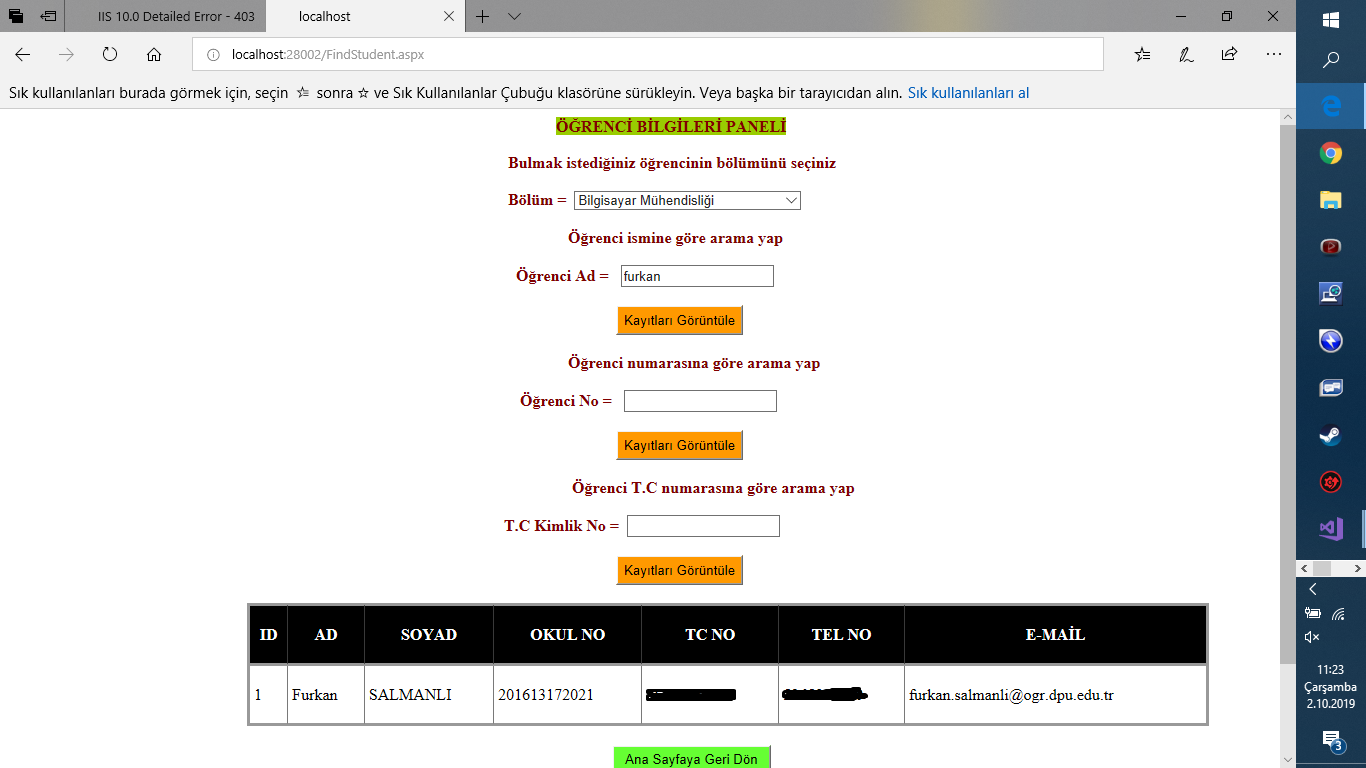 IIS 10.0 Detailed Error - 403
localhost
localhost:28002/FindStudent.aspx
Sık kullanılanları burada görmek için, seçin sonra ve Sık Kullanılanlar Çubuğu klasörüne sürükleyin. Veya başka bir tarayıcıdan alın. Sık kullanılanları al
ÖĞRENCİ BİLGİLERİ PANELİ
Bulmak istediğiniz öğrencinin bölümünü seçiniz
Bölüm = Bilgisayar Mühendisliği
Öğrenci ismine göre arama yap
Öğrenci Ad = furkan
Kayıtları Görüntüle
Öğrenci numarasına göre arama yap
Öğrenci No =
Kayıtları Görüntüle
Öğrenci T.C numarasına göre arama yap
T.C Kimlik No =
Kayıtları Görüntüle
ID AD SOYAD OKUL NO TC NO TEL NO E-MAİL
1 Furkan SALMANLI 201613172021 furkan.salmanli@ogr.dpu.edu.tr
Ana Sayfaya Geri Dön
11:23
Çarşamba
2.10.2019
3